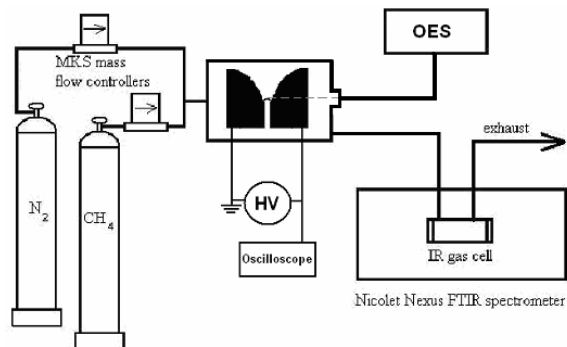 OES
MKS mass
flow controllers
exhaust
N2
CH4
HV
Oscilloscope
IR gas cell
Nicolet Nexus FTIR spectrometer